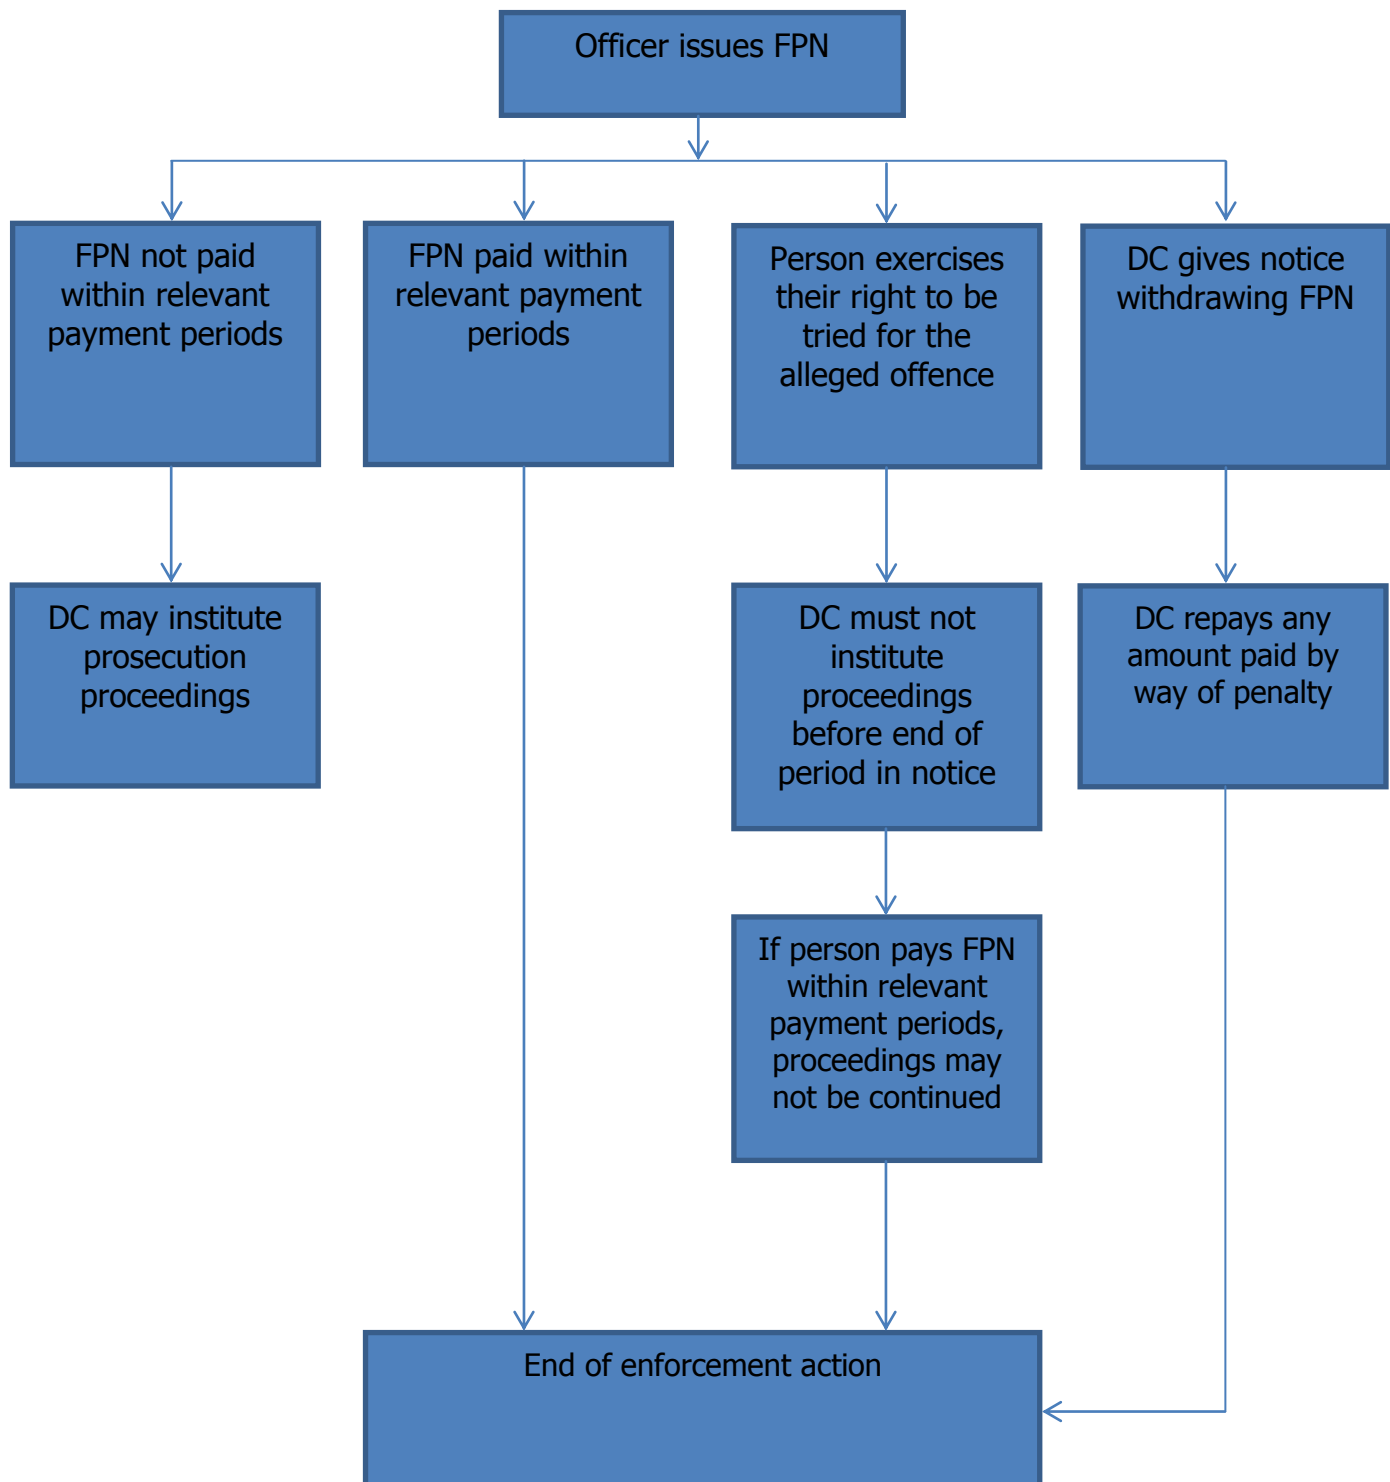 Officer issues FPN
FPN not paid
within relevant
payment periods
FPN paid within
relevant payment
periods
Person exercises
their right to be
tried for the
alleged offence
DC gives notice
withdrawing FPN
DC may institute
prosecution
proceedings
DC must not
institute
proceedings
before end of
period in notice
DC repays any
amount paid by
way of penalty
If person pays FPN
within relevant
payment periods,
proceedings may
not be continued
End of enforcement action